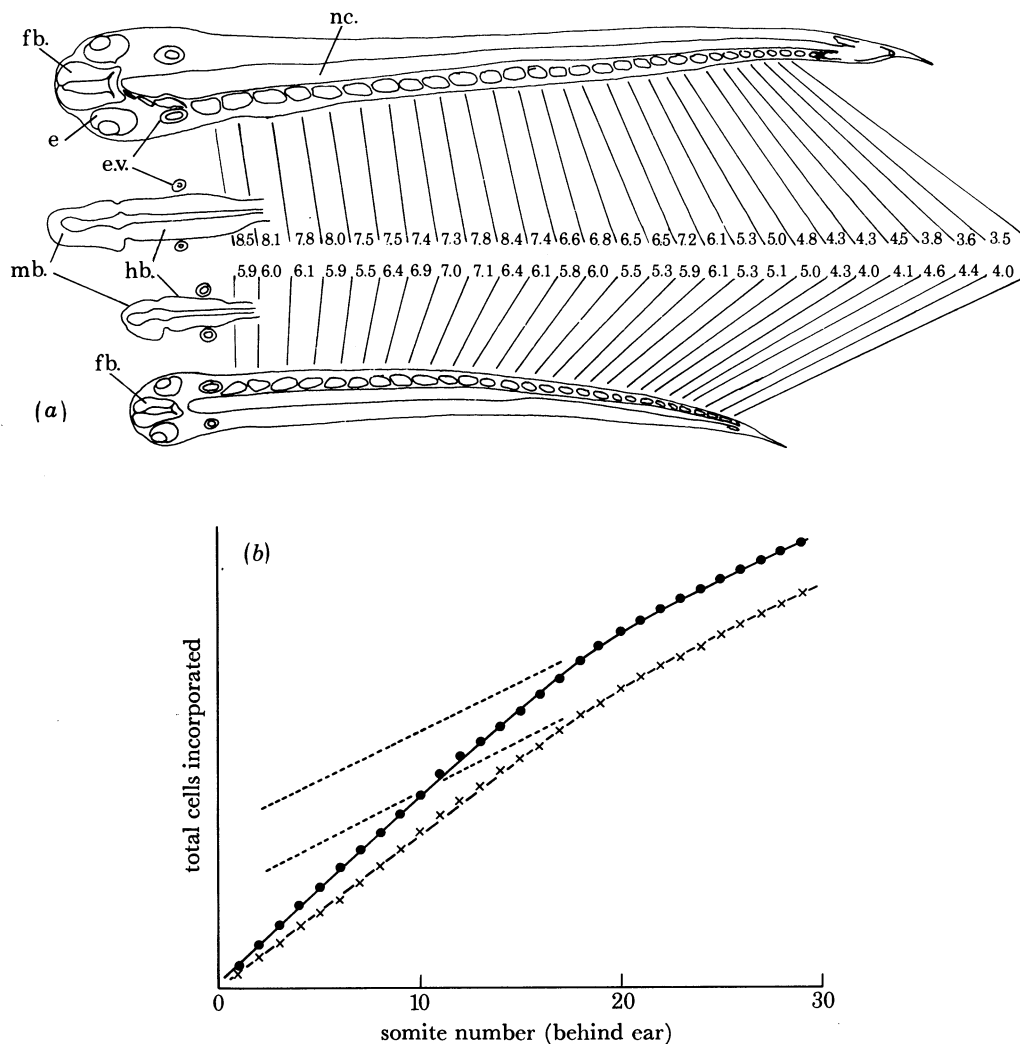 nc.
fb.
e
e.v.
8.5 8.1 7.8 8.0 7.5 7.5 7.4 7.3 7.8 8.4 7.4 6.6 6.8 6.5 6.5 7.2 6.1 5.3 5.0 4.8 4.3 4.3 4.5 3.8 3.6 3.5
mb.
hb.
5.9 6.0 6.1 5.9 5.5 6.4 6.9 7.0 7.1 6.4 6.1 5.8 6.0 5.5 5.3 5.9 6.1 5.3 5.1 5.0 4.3 4.0 4.1 4.6 4.4 4.0
fb.
(a)
(b)
total cells incorporated
0 10 20 30
somite number (behind ear)